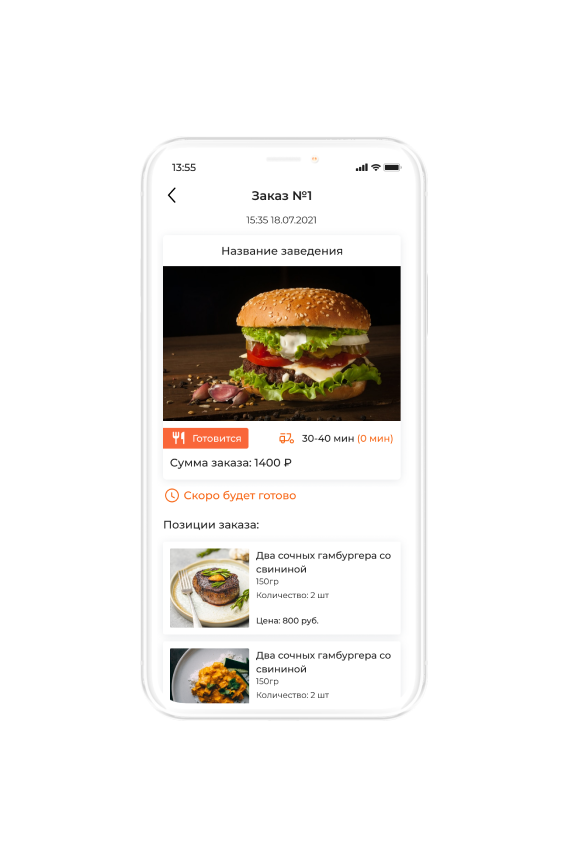 13:55
Заказ №1
15:35 18.07.2021
Название заведения
Готовится
30-40 мин (0 мин)
Сумма заказа: 1400 ₽
Скоро будет готово
Позиции заказа:
Два сочных гамбургера со
свининой
150гр
Количество: 2 шт
Цена: 800 руб.
Два сочных гамбургера со
свининой
150гр
Количество: 2 шт